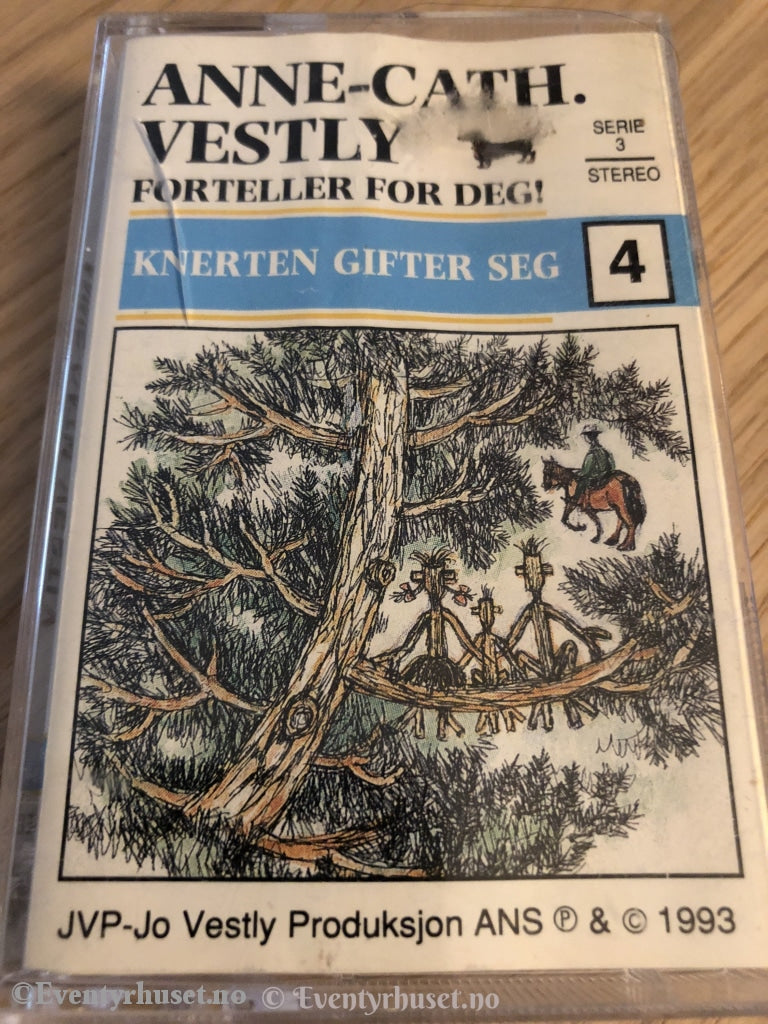 ANNE-CATH.
VESTLY
SERIE
3
STEREO
FORTELLER FOR DEG!
KNERTEN GIFTER SEG
4
JVP-Jo Vestly Produksjon ANS ℗ & © 1993
©Eventyrhuset.no © Eventyrhuset.no